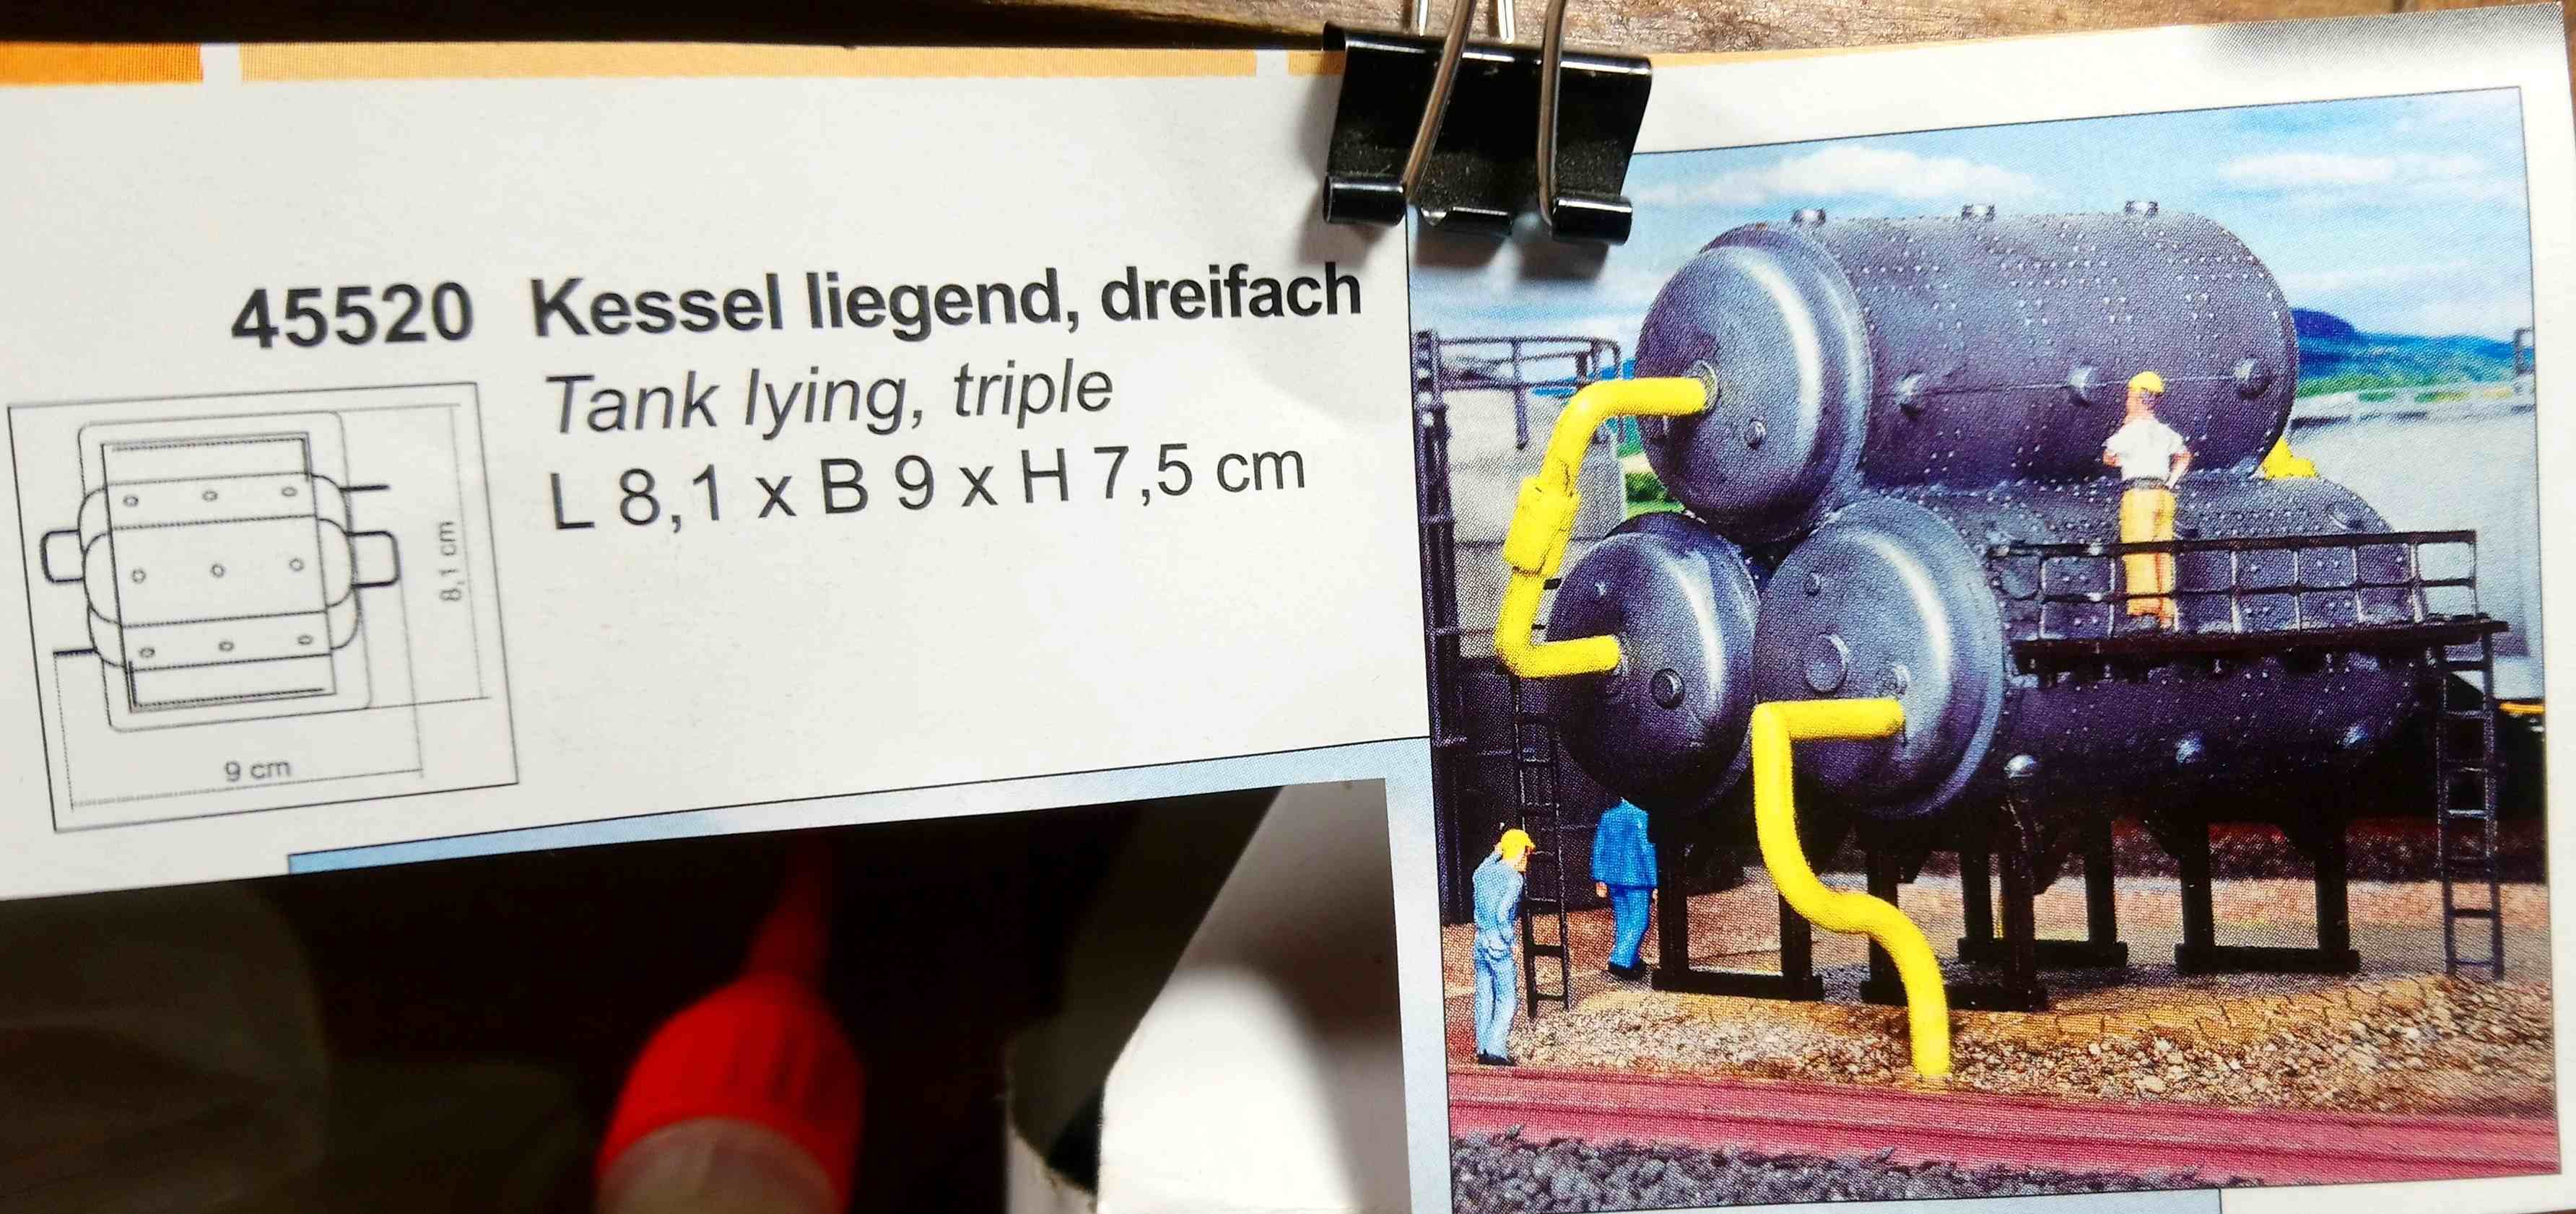 45520 Kessel liegend, dreifach
Tank lying, triple
L 8,1 x B 9 x H 7,5 cm
8,1 cm
9 cm